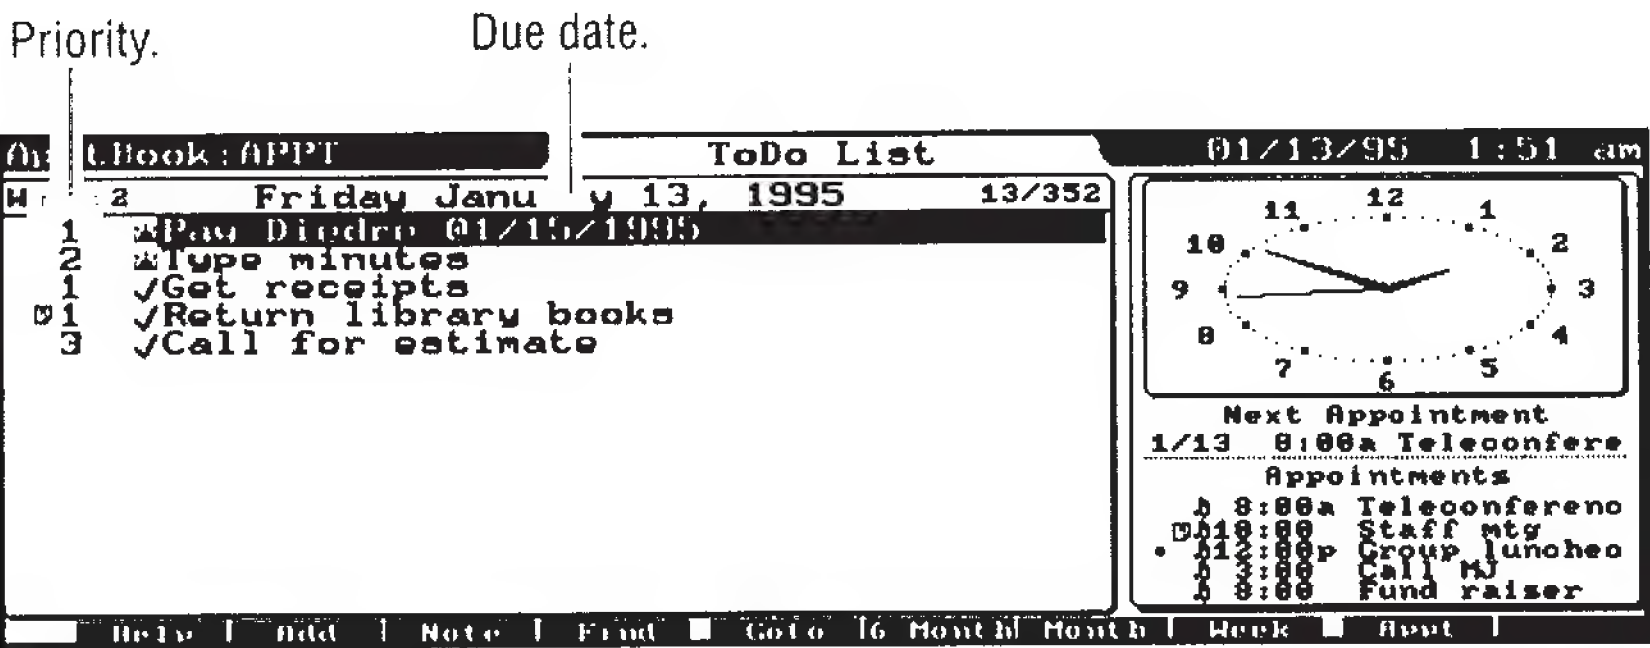 Priority.
Due date.
tBook:APPT
ToDo List
01/13/95 1:51 am
2 Friday Janu y 13, 1995 13/352
1 Pay Diedre 01/15/1995
2 Type minutes
1 ✓Get receipts
1 ✓Return library books
3 ✓Call for estimate
12
11
1
10
2
9
3
8
4
7
5
6
Next Appointment
1/13 8:00a Teleconfere
Appointments
♪ 8:00a Teleconferenc
♪10:00 Staff mtg
• ♪12:00p Group luncheo
♪ Call MJ
♪ 8:00 Fund raiser
Help Add Note Find GoTo 6 Month Month Week Appt